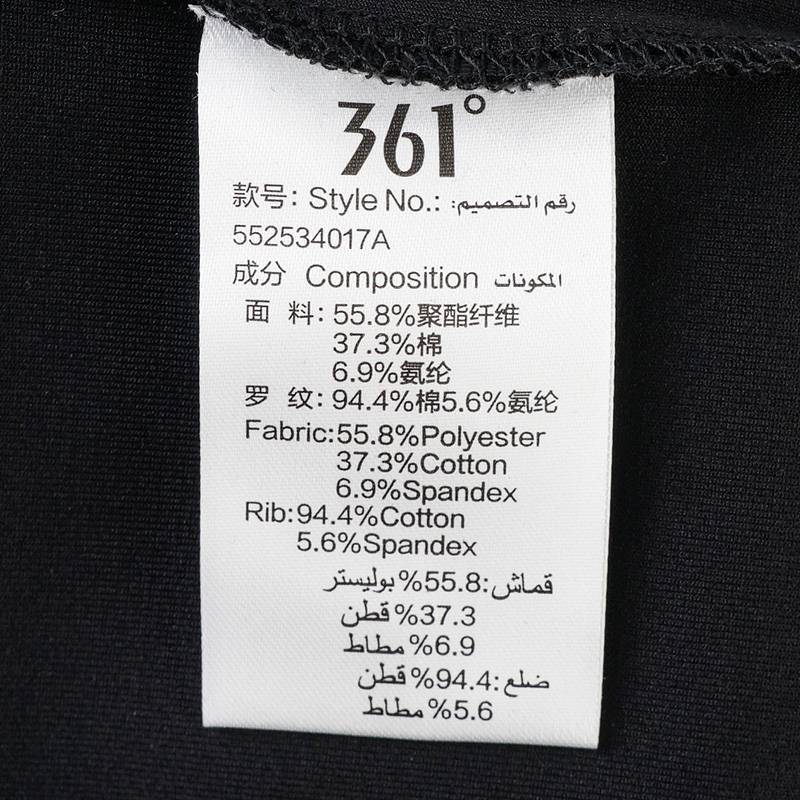 361°
款号: Style No.: رقم التصميم:
552534017A
成分 Composition المكونات
面 料: 55.8%聚酯纤维
37.3%棉
6.9%氨纶
罗 纹: 94.4%棉5.6%氨纶
Fabric:55.8%Polyester
37.3%Cotton
6.9%Spandex
Rib:94.4%Cotton
5.6%Spandex
قماش:55.8%بوليستر
37.3%قطن
6.9%مطاط
ضلع:94.4%قطن
5.6%مطاط